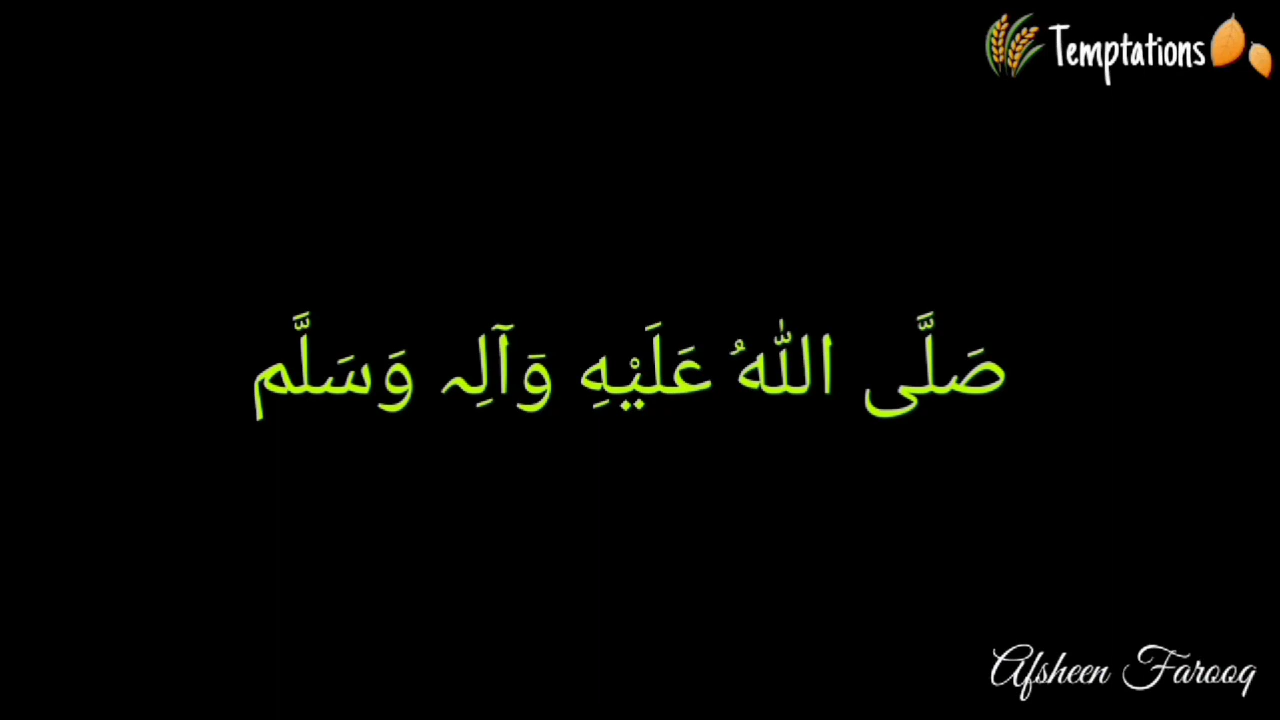 Temptations
صَلَّی اللّٰهُ عَلَيْهِ وَآلِہ وَسَلَّم
Afsheen Farooq